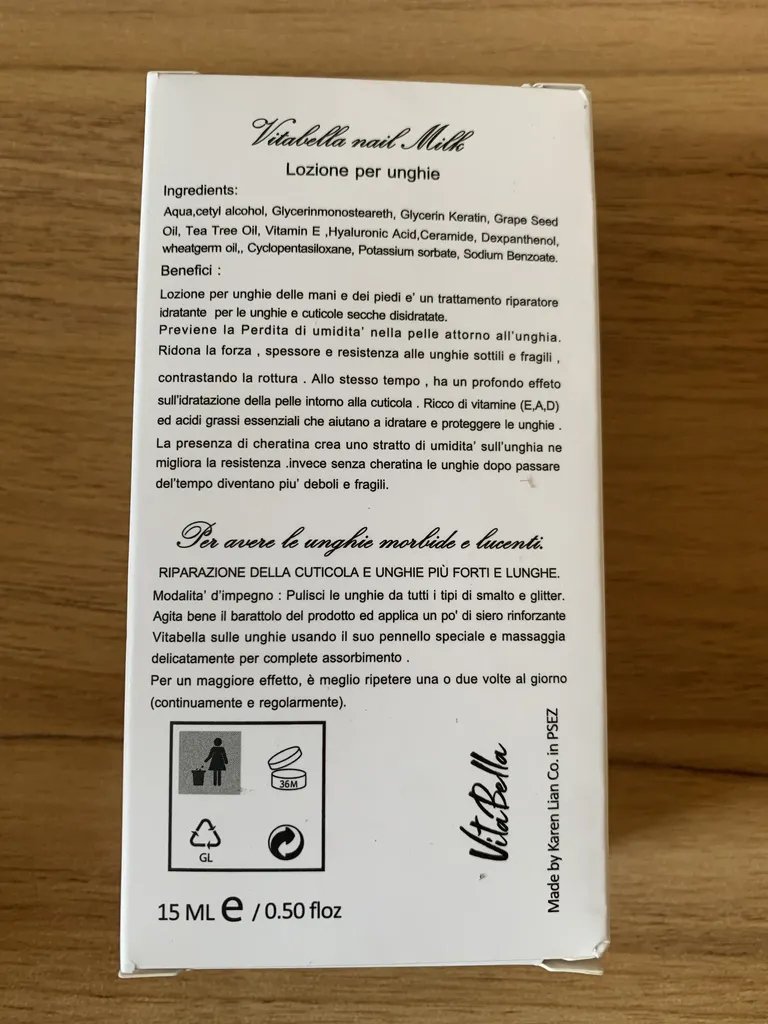 Vitabella nail Milk
Lozione per unghie
Ingredients:
Aqua,cetyl alcohol, Glycerinmonosteareth, Glycerin Keratin, Grape Seed
Oil, Tea Tree Oil, Vitamin E ,Hyaluronic Acid,Ceramide, Dexpanthenol,
wheatgerm oil,, Cyclopentasiloxane, Potassium sorbate, Sodium Benzoate.
Benefici :
Lozione per unghie delle mani e dei piedi e' un trattamento riparatore
idratante per le unghie e cuticole secche disidratate.
Previene la Perdita di umidita' nella pelle attorno all'unghia.
Ridona la forza , spessore e resistenza alle unghie sottili e fragili ,
contrastando la rottura . Allo stesso tempo , ha un profondo effeto
sull'idratazione della pelle intorno alla cuticola . Ricco di vitamine (E,A,D)
ed acidi grassi essenziali che aiutano a idratare e proteggere le unghie .
La presenza di cheratina crea uno stratto di umidita' sull'unghia ne
migliora la resistenza .invece senza cheratina le unghie dopo passare
del'tempo diventano piu' deboli e fragili.
Per avere le unghie morbide e lucenti.
RIPARAZIONE DELLA CUTICOLA E UNGHIE PIÙ FORTI E LUNGHE.
Modalita' d'impegno : Pulisci le unghie da tutti i tipi di smalto e glitter.
Agita bene il barattolo del prodotto ed applica un po' di siero rinforzante
Vitabella sulle unghie usando il suo pennello speciale e massaggia
delicatamente per complete assorbimento .
Per un maggiore effetto, è meglio ripetere una o due volte al giorno
(continuamente e regolarmente).
36M
GL
15 ML e / 0.50 floz
VitaBella
Made by Karen Lian Co. in PSEZ